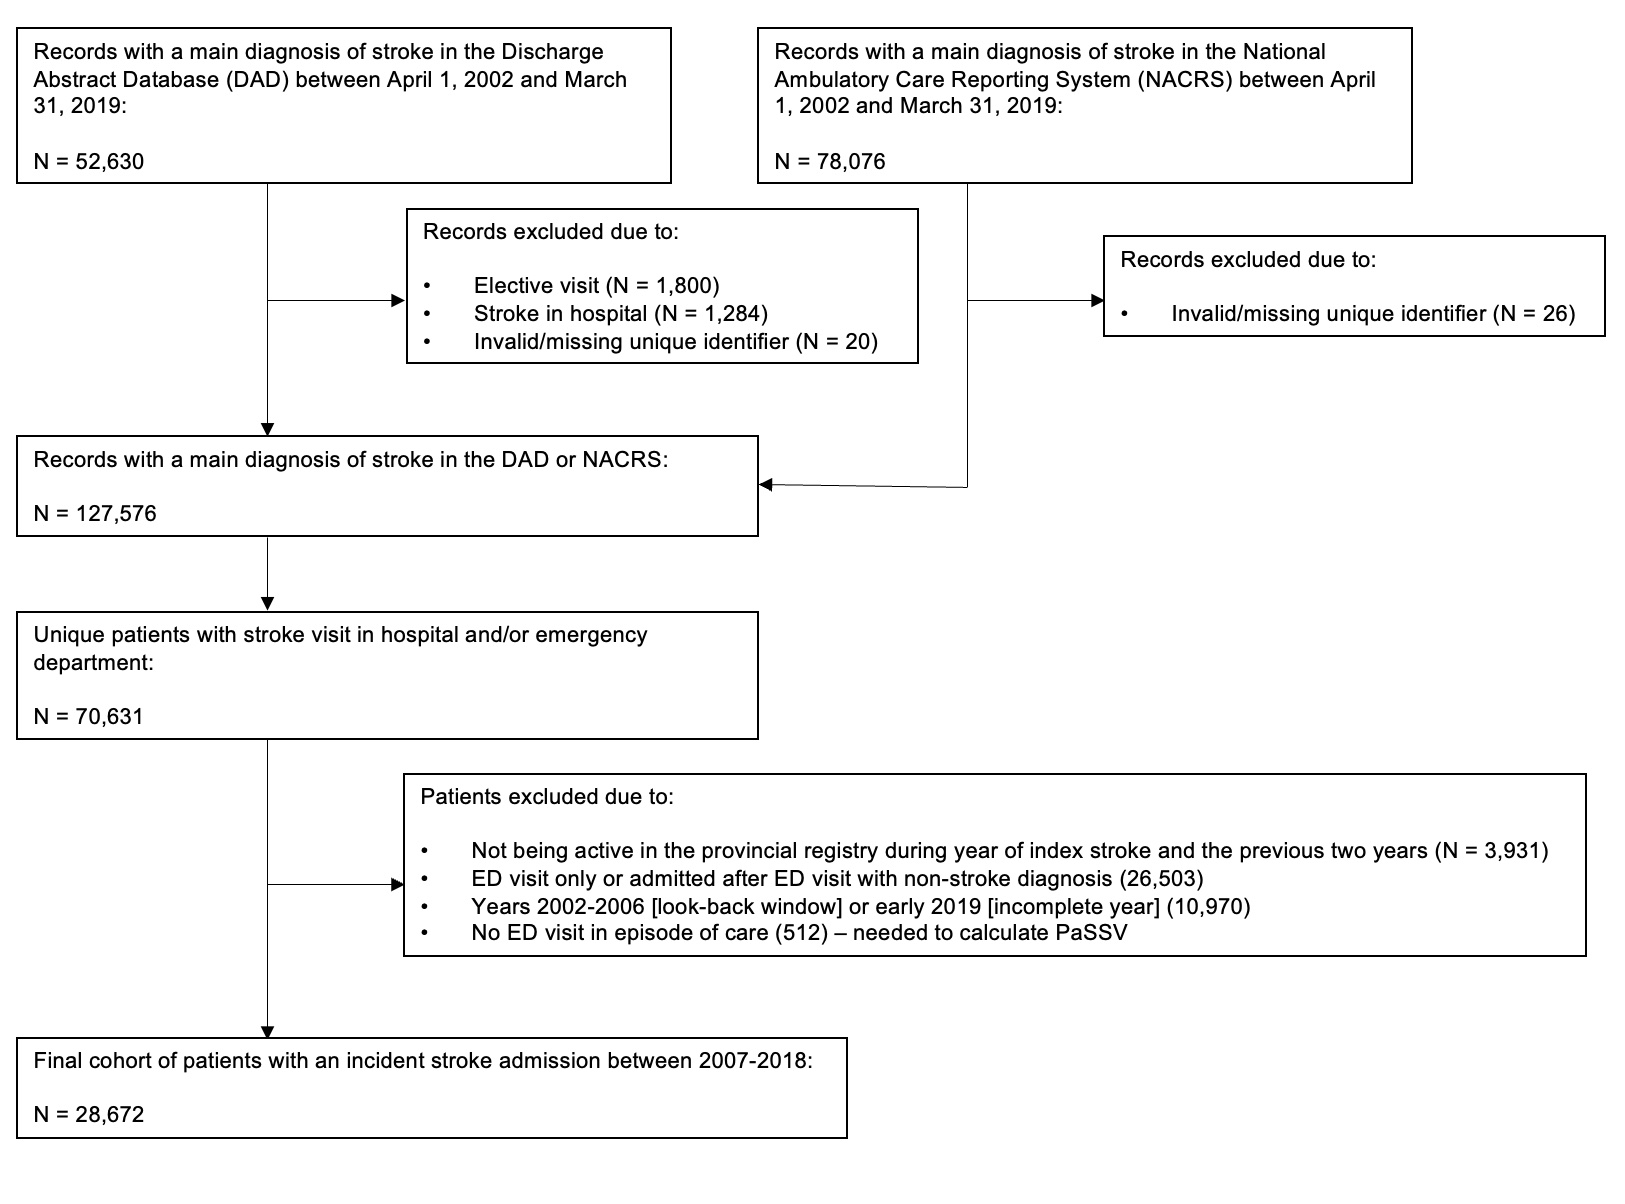 Records with a main diagnosis of stroke in the Discharge
Abstract Database (DAD) between April 1, 2002 and March
31, 2019:
N = 52,630
Records with a main diagnosis of stroke in the National
Ambulatory Care Reporting System (NACRS) between April
1, 2002 and March 31, 2019:
N = 78,076
Records excluded due to:
• Elective visit (N = 1,800)
• Stroke in hospital (N = 1,284)
• Invalid/missing unique identifier (N = 20)
Records excluded due to:
• Invalid/missing unique identifier (N = 26)
Records with a main diagnosis of stroke in the DAD or NACRS:
N = 127,576
Unique patients with stroke visit in hospital and/or emergency
department:
N = 70,631
Patients excluded due to:
• Not being active in the provincial registry during year of index stroke and the previous two years (N = 3,931)
• ED visit only or admitted after ED visit with non-stroke diagnosis (26,503)
• Years 2002-2006 [look-back window] or early 2019 [incomplete year] (10,970)
• No ED visit in episode of care (512) – needed to calculate PaSSV
Final cohort of patients with an incident stroke admission between 2007-2018:
N = 28,672